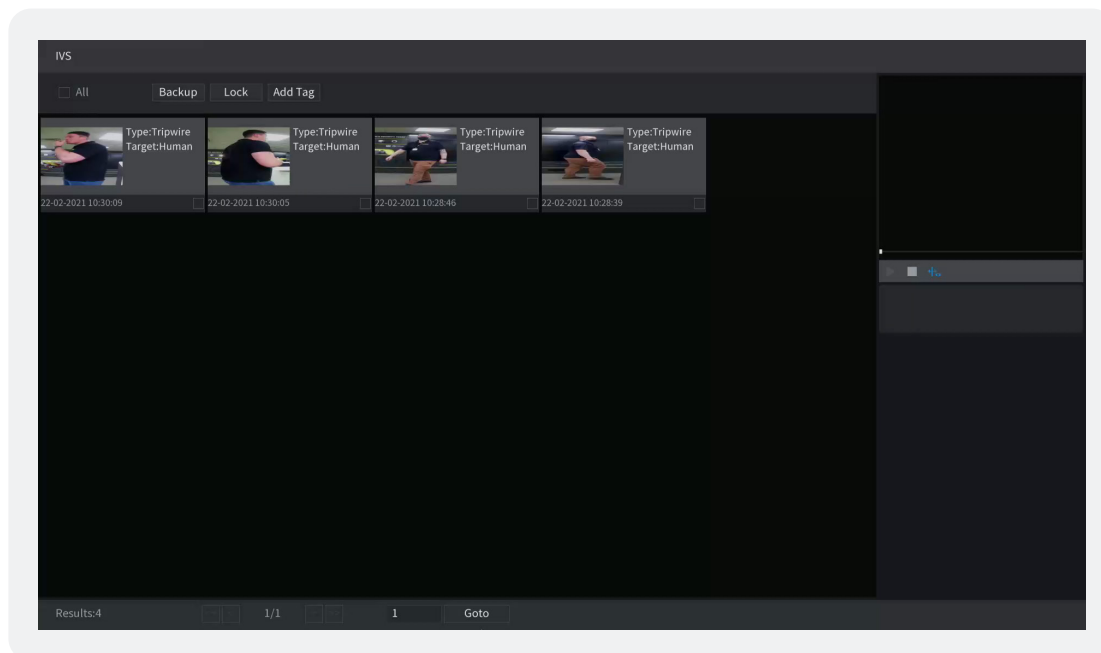 IVS
All Backup Lock Add Tag
Type:Tripwire
Target:Human
22-02-2021 10:30:09
Type:Tripwire
Target:Human
22-02-2021 10:30:05
Type:Tripwire
Target:Human
22-02-2021 10:28:46
Type:Tripwire
Target:Human
22-02-2021 10:28:39
Results:4 1/1 1 Goto